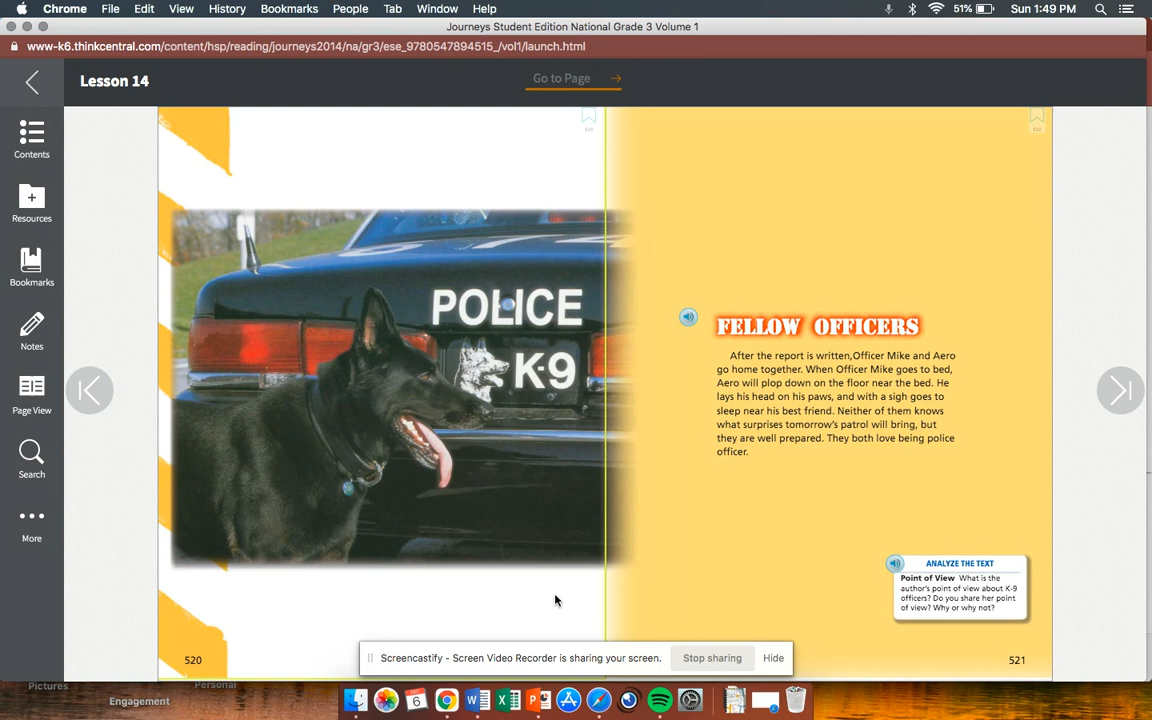 Chrome File Edit View History Bookmarks People Tab Window Help 51% Sun 1:49 PM
Journeys Student Edition National Grade 3 Volume 1
www-k6.thinkcentral.com/content/hsp/reading/journeys2014/na/gr3/ese_9780547894515_/vol1/launch.html
Lesson 14
Go to Page
Contents
Resources
Bookmarks
Notes
Page View
Search
More
POLICE
K-9
520
FELLOW OFFICERS
After the report is written,Officer Mike and Aero
go home together. When Officer Mike goes to bed,
Aero will plop down on the floor near the bed. He
lays his head on his paws, and with a sigh goes to
sleep near his best friend. Neither of them knows
what surprises tomorrow's patrol will bring, but
they are well prepared. They both love being police
officer.
ANALYZE THE TEXT
Point of View What is the
author's point of view about K-9
officers? Do you share her point
of view? Why or why not?
521
Screencastify - Screen Video Recorder is sharing your screen. Stop sharing Hide
Pictures
Personal
Engagement
6